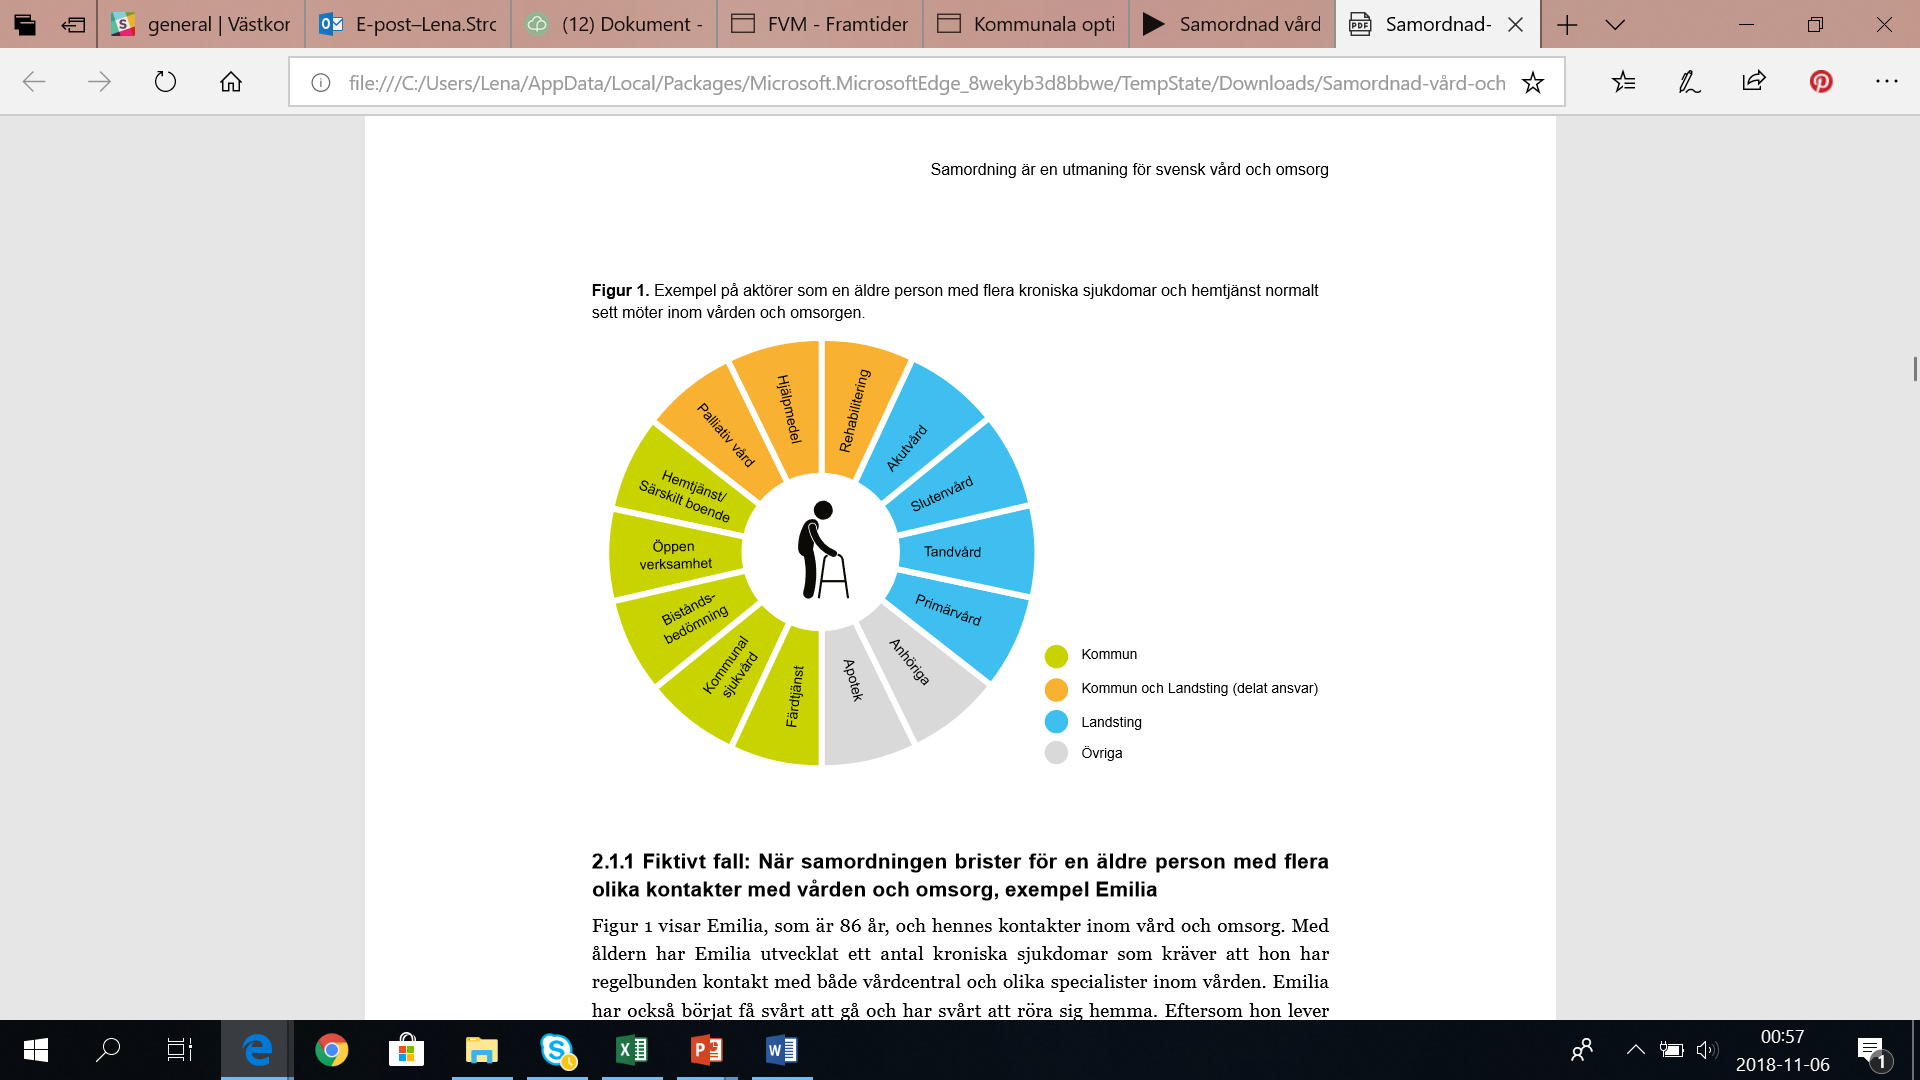 general | Västkor
E-post–Lena.Strc
(12) Dokument -
FVM - Framtider
Kommunala opti
Samordnad vård
Samordnad-
file:///C:/Users/Lena/AppData/Local/Packages/Microsoft.MicrosoftEdge_8wekyb3d8bbwe/TempState/Downloads/Samordnad-vård-och
Samordning är en utmaning för svensk vård och omsorg
Figur 1. Exempel på aktörer som en äldre person med flera kroniska sjukdomar och hemtjänst normalt
sett möter inom vården och omsorgen.
Rehabilitering
Akutvård
Slutenvård
Tandvård
Primärvård
Anhöriga
Apotek
Färdtjänst
Kommunal
sjukvård
Bistånds-
bedömning
Öppen
verksamhet
Hemtjänst/
Särskilt boende
Palliativ vård
Hjälpmedel
Kommun
Kommun och Landsting (delat ansvar)
Landsting
Övriga
2.1.1 Fiktivt fall: När samordningen brister för en äldre person med flera
olika kontakter med vården och omsorg, exempel Emilia
Figur 1 visar Emilia, som är 86 år, och hennes kontakter inom vård och omsorg. Med
åldern har Emilia utvecklat ett antal kroniska sjukdomar som kräver att hon har
regelbunden kontakt med både vårdcentral och olika specialister inom vården. Emilia
har också börjat få svårt att gå och har svårt att röra sig hemma. Eftersom hon lever
00:57
2018-11-06
1